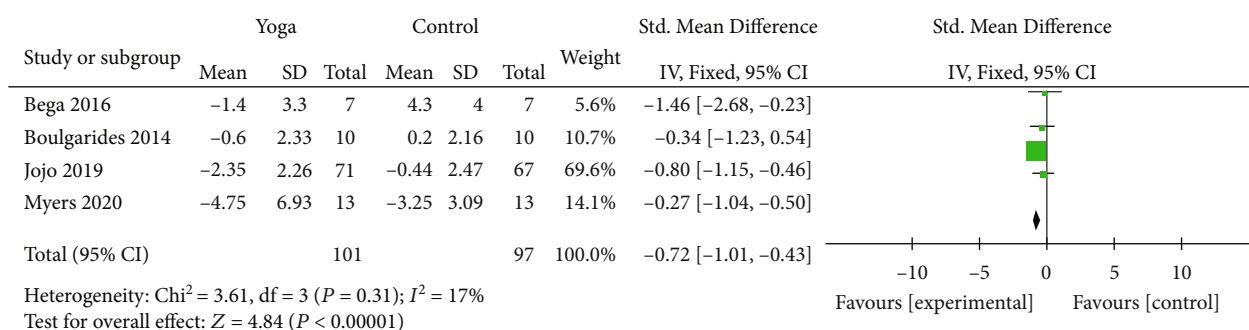 Yoga Control Std. Mean Difference Std. Mean Difference
Study or subgroup Weight
Mean SD Total Mean SD Total IV, Fixed, 95% CI IV, Fixed, 95% CI
Bega 2016 –1.4 3.3 7 4.3 4 7 5.6% –1.46 [–2.68, –0.23]
Boulgarides 2014 –0.6 2.33 10 0.2 2.16 10 10.7% –0.34 [–1.23, 0.54]
Jojo 2019 –2.35 2.26 71 –0.44 2.47 67 69.6% –0.80 [–1.15, –0.46]
Myers 2020 –4.75 6.93 13 –3.25 3.09 13 14.1% –0.27 [–1.04, –0.50]
Total (95% CI) 101 97 100.0% –0.72 [–1.01, –0.43]
–10 –5 0 5 10
Heterogeneity: Chi² = 3.61, df = 3 (P = 0.31); I² = 17%
Favours [experimental] Favours [control]
Test for overall effect: Z = 4.84 (P < 0.00001)